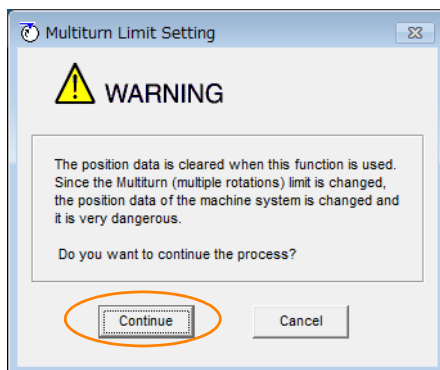 Multiturn Limit Setting
WARNING
The position data is cleared when this function is used.
Since the Multiturn (multiple rotations) limit is changed,
the position data of the machine system is changed and
it is very dangerous.
Do you want to continue the process?
Continue
Cancel